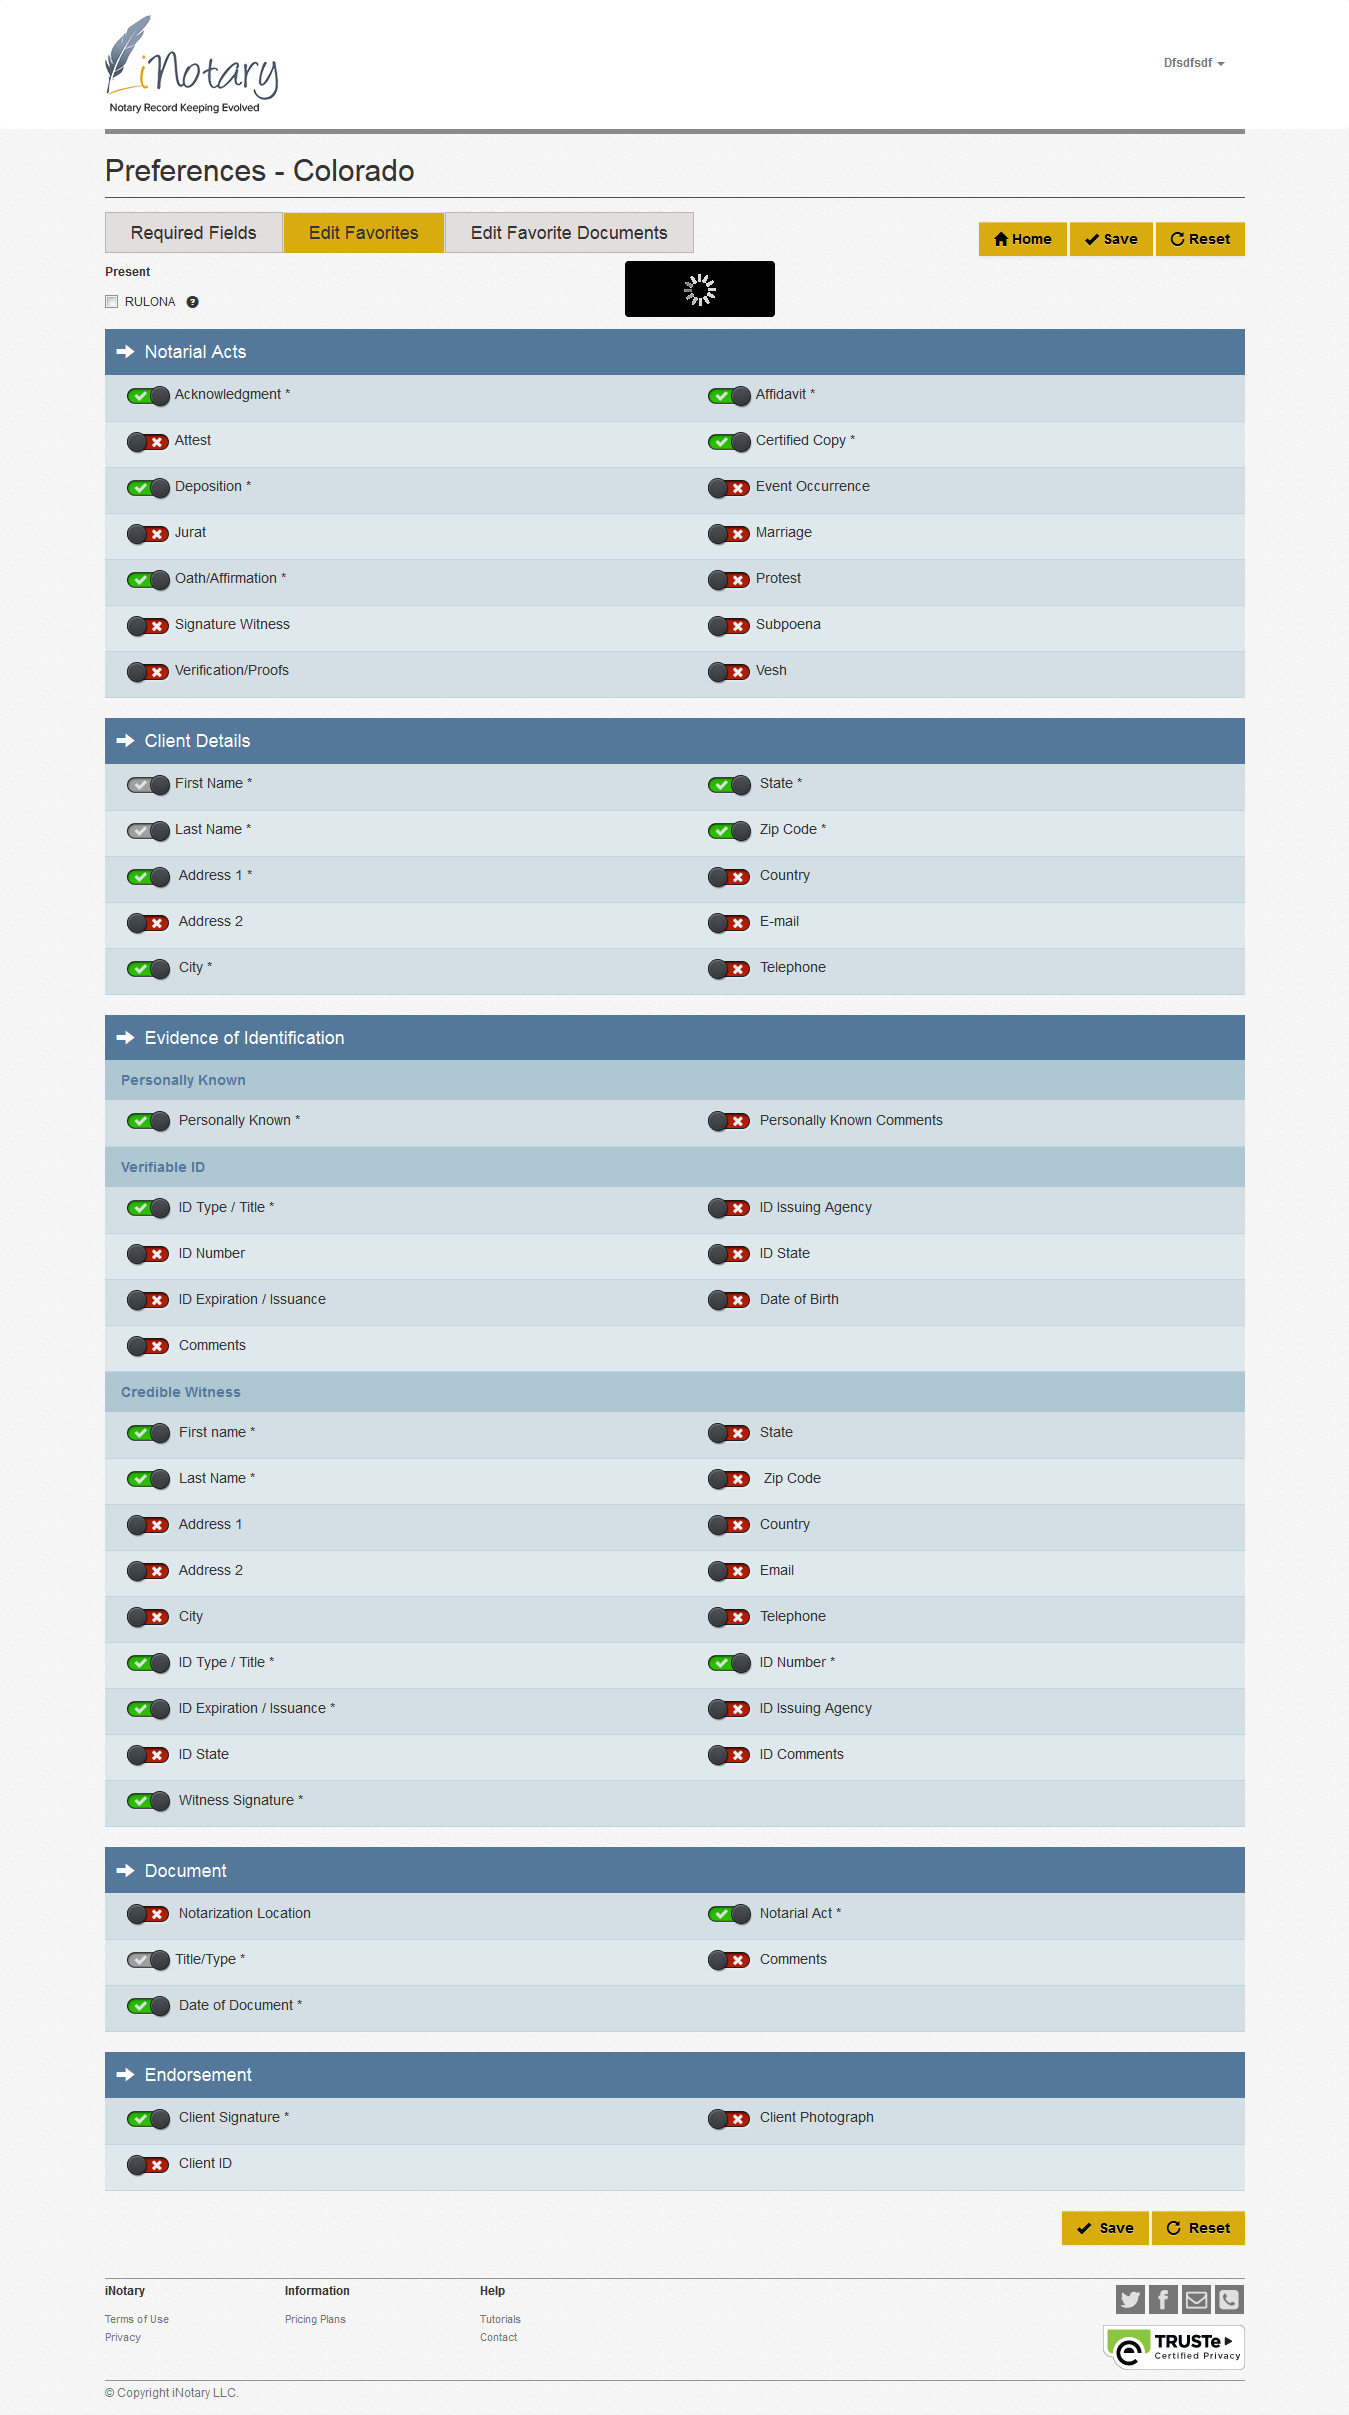 iNotary
Notary Record Keeping Evolved
Dfsdfsdf
Preferences - Colorado
Required Fields Edit Favorites Edit Favorite Documents
Home Save Reset
Present
RULONA ?
Notarial Acts
Acknowledgment * Affidavit *
Attest Certified Copy *
Deposition * Event Occurrence
Jurat Marriage
Oath/Affirmation * Protest
Signature Witness Subpoena
Verification/Proofs Vesh
Client Details
First Name * State *
Last Name * Zip Code *
Address 1 * Country
Address 2 E-mail
City * Telephone
Evidence of Identification
Personally Known
Personally Known * Personally Known Comments
Verifiable ID
ID Type / Title * ID Issuing Agency
ID Number ID State
ID Expiration / Issuance Date of Birth
Comments
Credible Witness
First name * State
Last Name * Zip Code
Address 1 Country
Address 2 Email
City Telephone
ID Type / Title * ID Number *
ID Expiration / Issuance * ID Issuing Agency
ID State ID Comments
Witness Signature *
Document
Notarization Location Notarial Act *
Title/Type * Comments
Date of Document *
Endorsement
Client Signature * Client Photograph
Client ID
Save Reset
iNotary Information Help
Terms of Use Pricing Plans Tutorials
Privacy Contact
TRUSTe
Certified Privacy
© Copyright iNotary LLC.